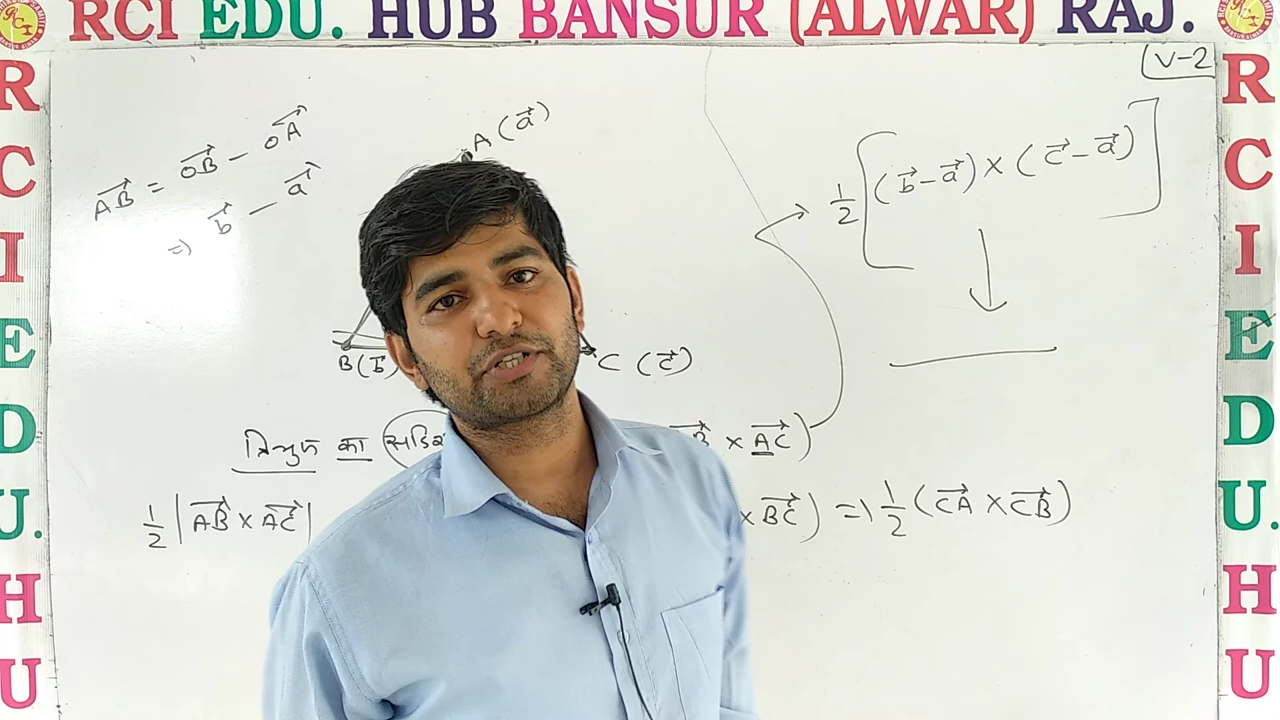 RCI EDU. HUB BANSUR (ALWAR) RAJ.
V-2
R
C
I
E
D
U.
H
U
R
C
I
E
D
U.
H
U
AB⃗ = OB⃗ - OA⃗
⇒ b⃗ - a⃗
A (a⃗)
B (b⃗)
C (c⃗)
1/2 [(b⃗-a⃗) × (c⃗-a⃗)]
त्रिभुज का × AC⃗)
1/2 |AB⃗ × AC⃗|
× BC⃗) ⇒ 1/2 (CA⃗ × CB⃗)